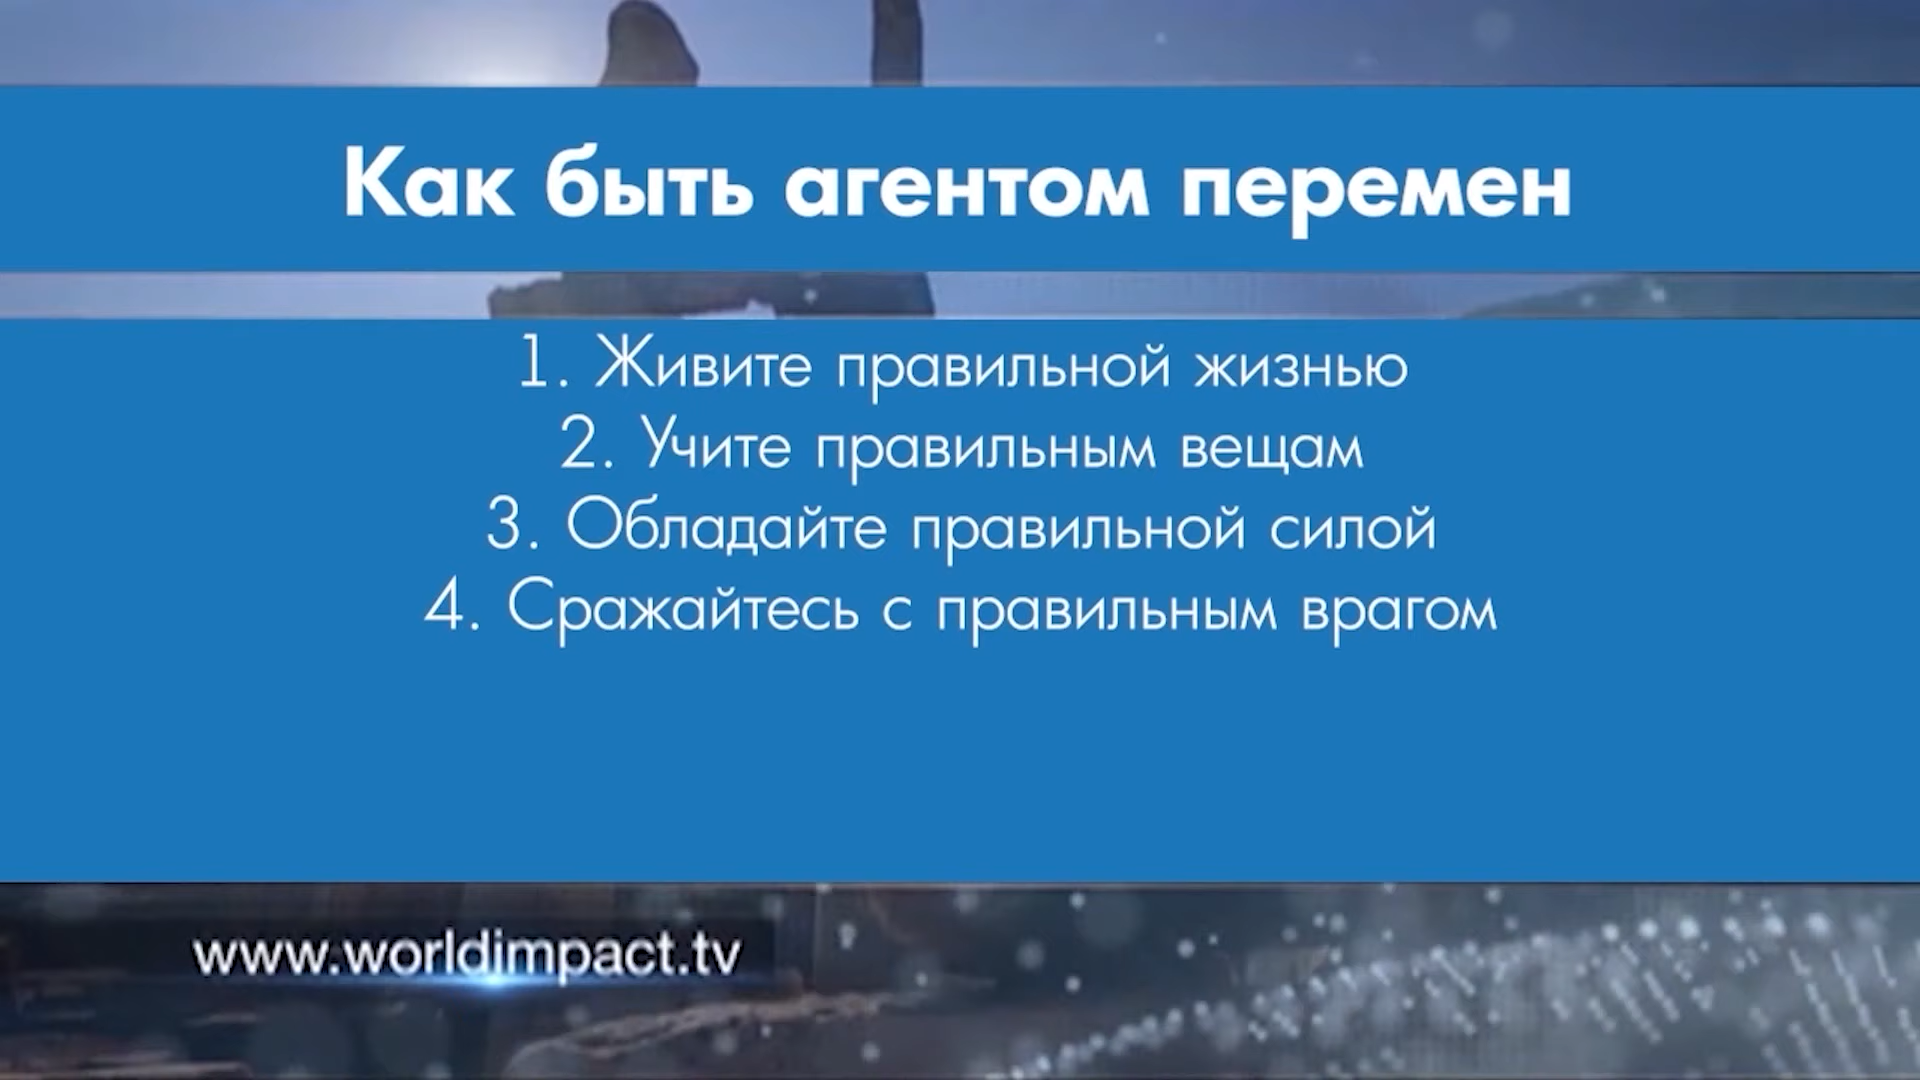 Как быть агентом перемен
1. Живите правильной жизнью
2. Учите правильным вещам
3. Обладайте правильной силой
4. Сражайтесь с правильным врагом
www.worldimpact.tv